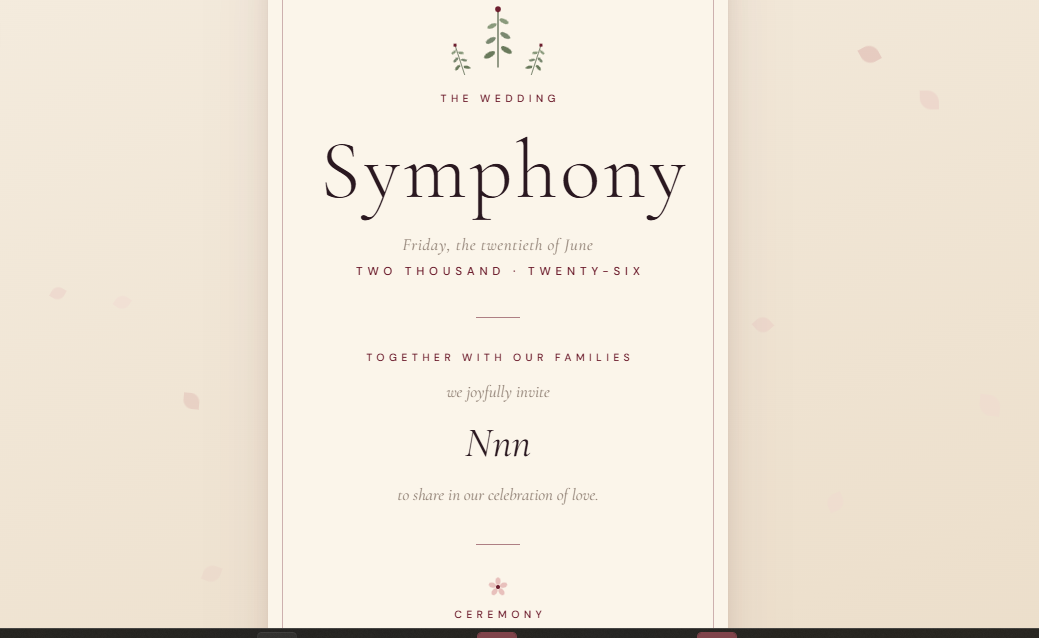 THE WEDDING
Symphony
Friday, the twentieth of June
TWO THOUSAND · TWENTY-SIX
TOGETHER WITH OUR FAMILIES
we joyfully invite
Nnn
to share in our celebration of love.
CEREMONY